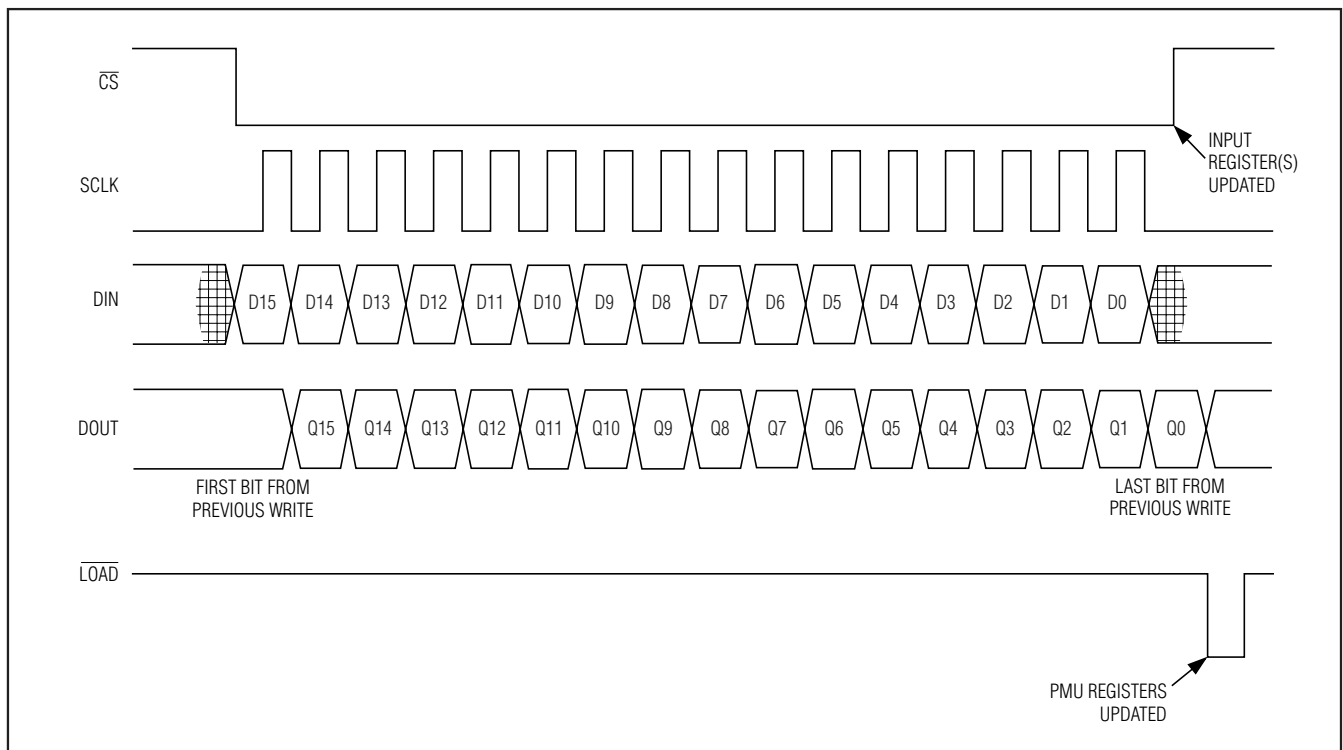 CS
INPUT
REGISTER(S)
UPDATED
SCLK
DIN D15 D14 D13 D12 D11 D10 D9 D8 D7 D6 D5 D4 D3 D2 D1 D0
DOUT Q15 Q14 Q13 Q12 Q11 Q10 Q9 Q8 Q7 Q6 Q5 Q4 Q3 Q2 Q1 Q0
FIRST BIT FROM
PREVIOUS WRITE
LAST BIT FROM
PREVIOUS WRITE
LOAD
PMU REGISTERS
UPDATED